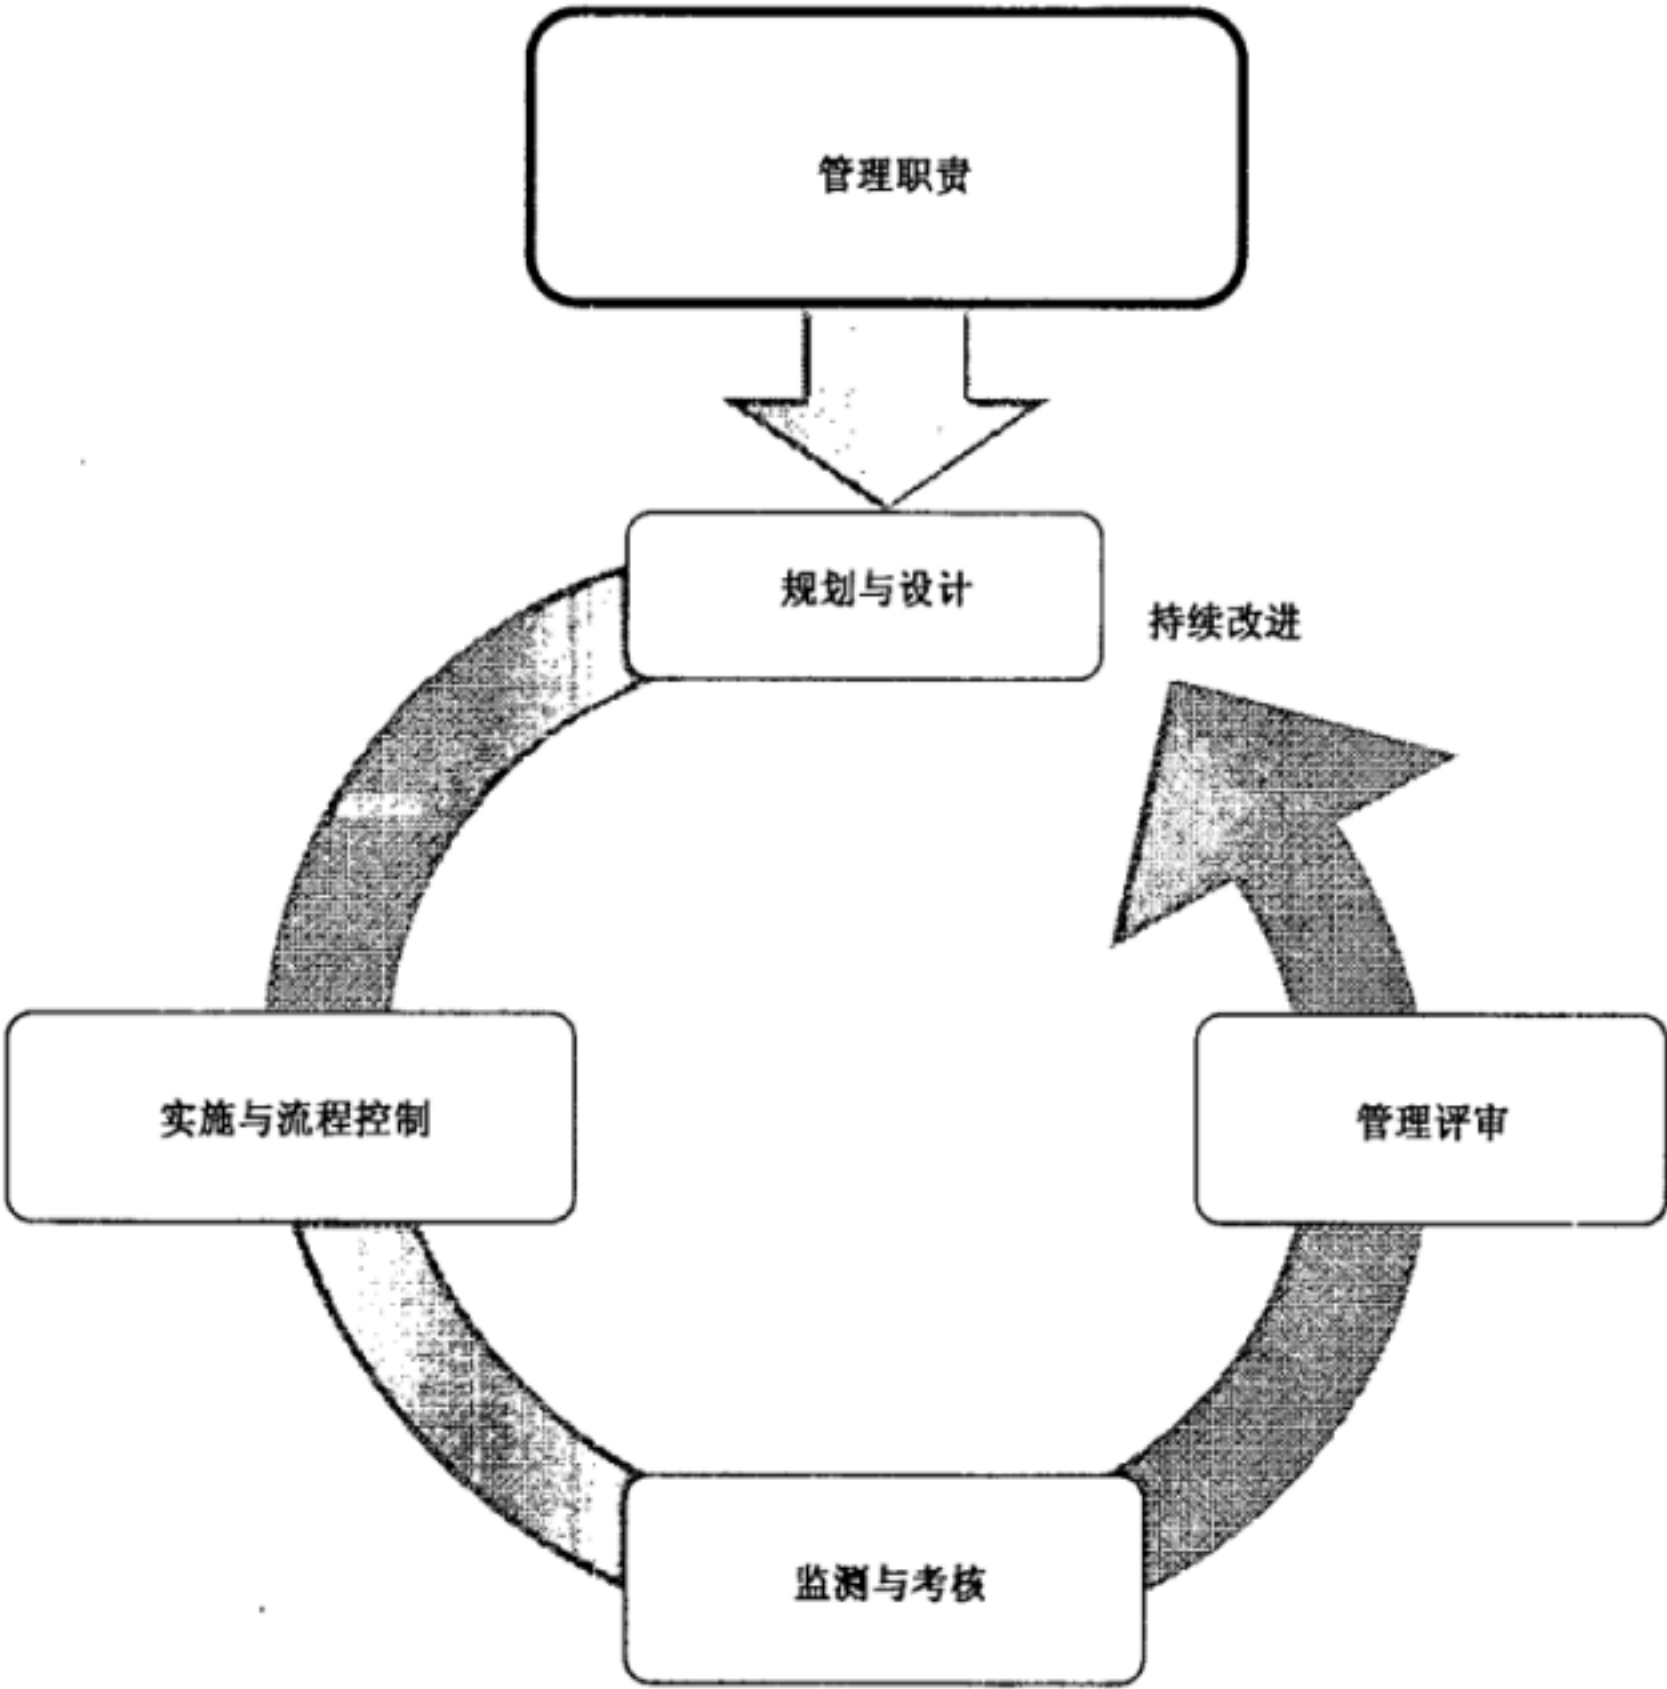 管理职责
规划与设计
持续改进
实施与流程控制
管理评审
监测与考核